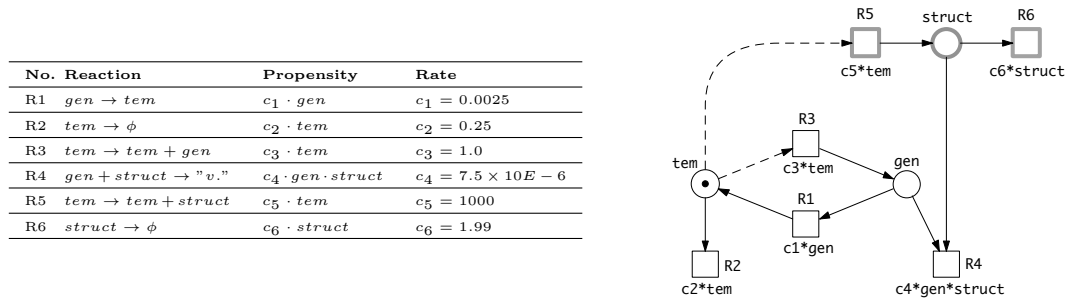 No. Reaction Propensity Rate
R1 gen → tem c₁ · gen c₁ = 0.0025
R2 tem → ϕ c₂ · tem c₂ = 0.25
R3 tem → tem + gen c₃ · tem c₃ = 1.0
R4 gen + struct → "v." c₄ · gen · struct c₄ = 7.5 × 10E − 6
R5 tem → tem + struct c₅ · tem c₅ = 1000
R6 struct → ϕ c₆ · struct c₆ = 1.99
R5 struct R6
c5*tem c6*struct
R3
tem gen
c3*tem
R1
c1*gen
R2 R4
c2*tem c4*gen*struct